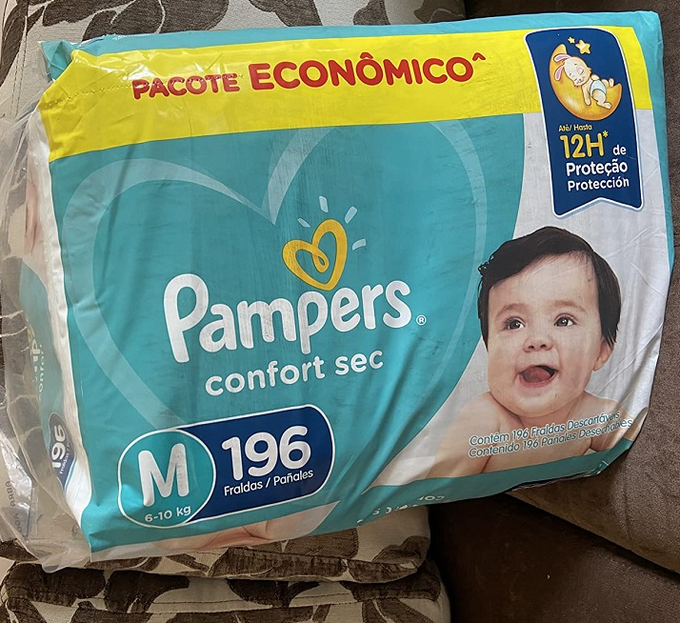 PACOTE ECONÔMICO^
Até/ Hasta
12H* de
Proteção
Protección
Pampers®
confort sec
M
6-10 kg
196
Fraldas / Pañales
Contém 196 Fraldas Descartáveis
Contenido 196 Pañales Desechables
196